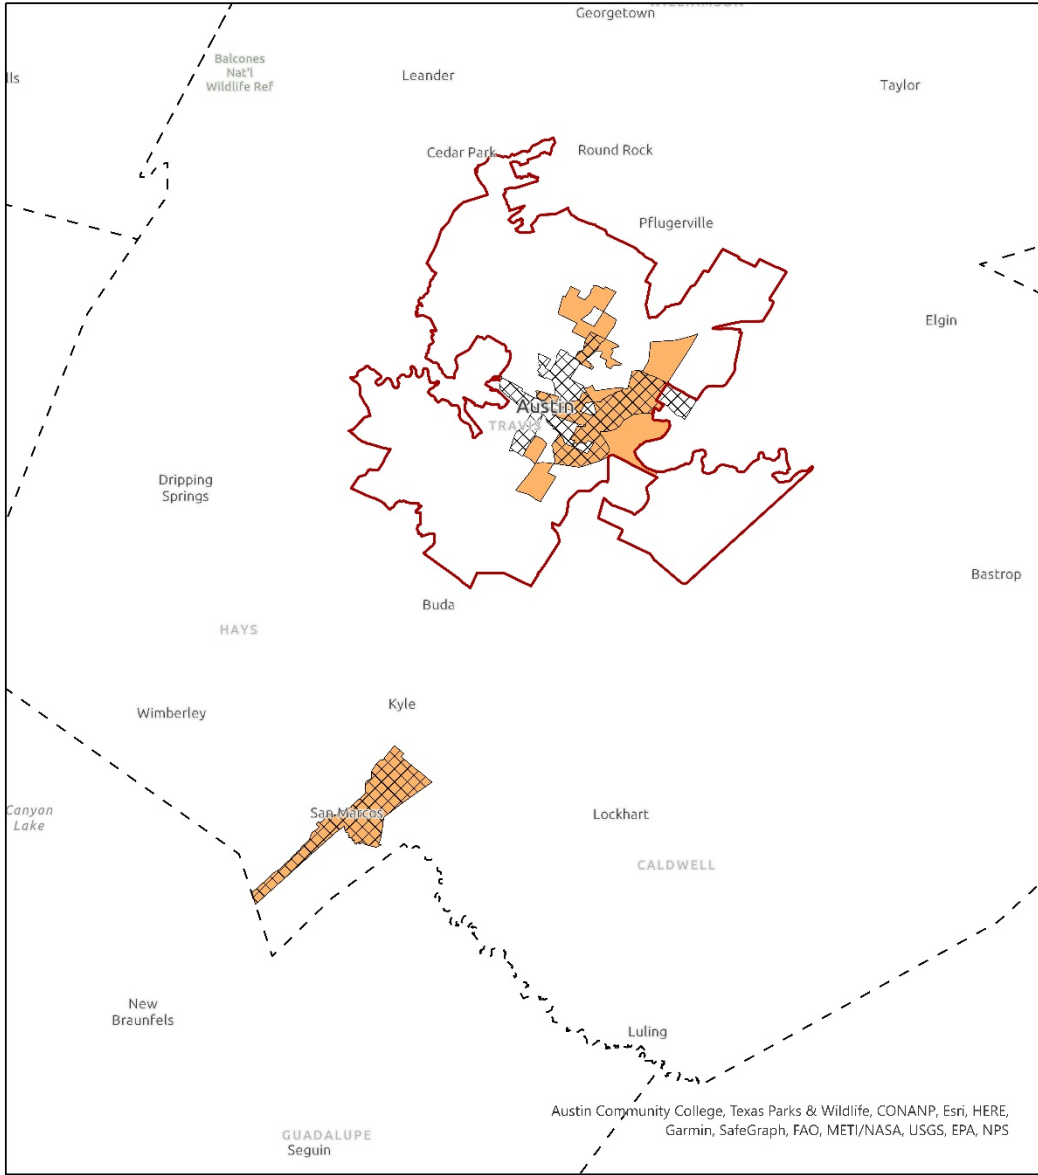 WILLIAMSON
Georgetown
Balcones
Nat'l
Wildlife Ref
lls
Leander
Taylor
Cedar Park
Round Rock
Pflugerville
Elgin
Austin
TRAVIS
Dripping
Springs
Bastrop
Buda
HAYS
Wimberley
Kyle
Canyon
Lake
San Marcos
Lockhart
CALDWELL
New
Braunfels
Luling
Austin Community College, Texas Parks & Wildlife, CONANP, Esri, HERE,
Garmin, SafeGraph, FAO, METI/NASA, USGS, EPA, NPS
GUADALUPE
Seguin